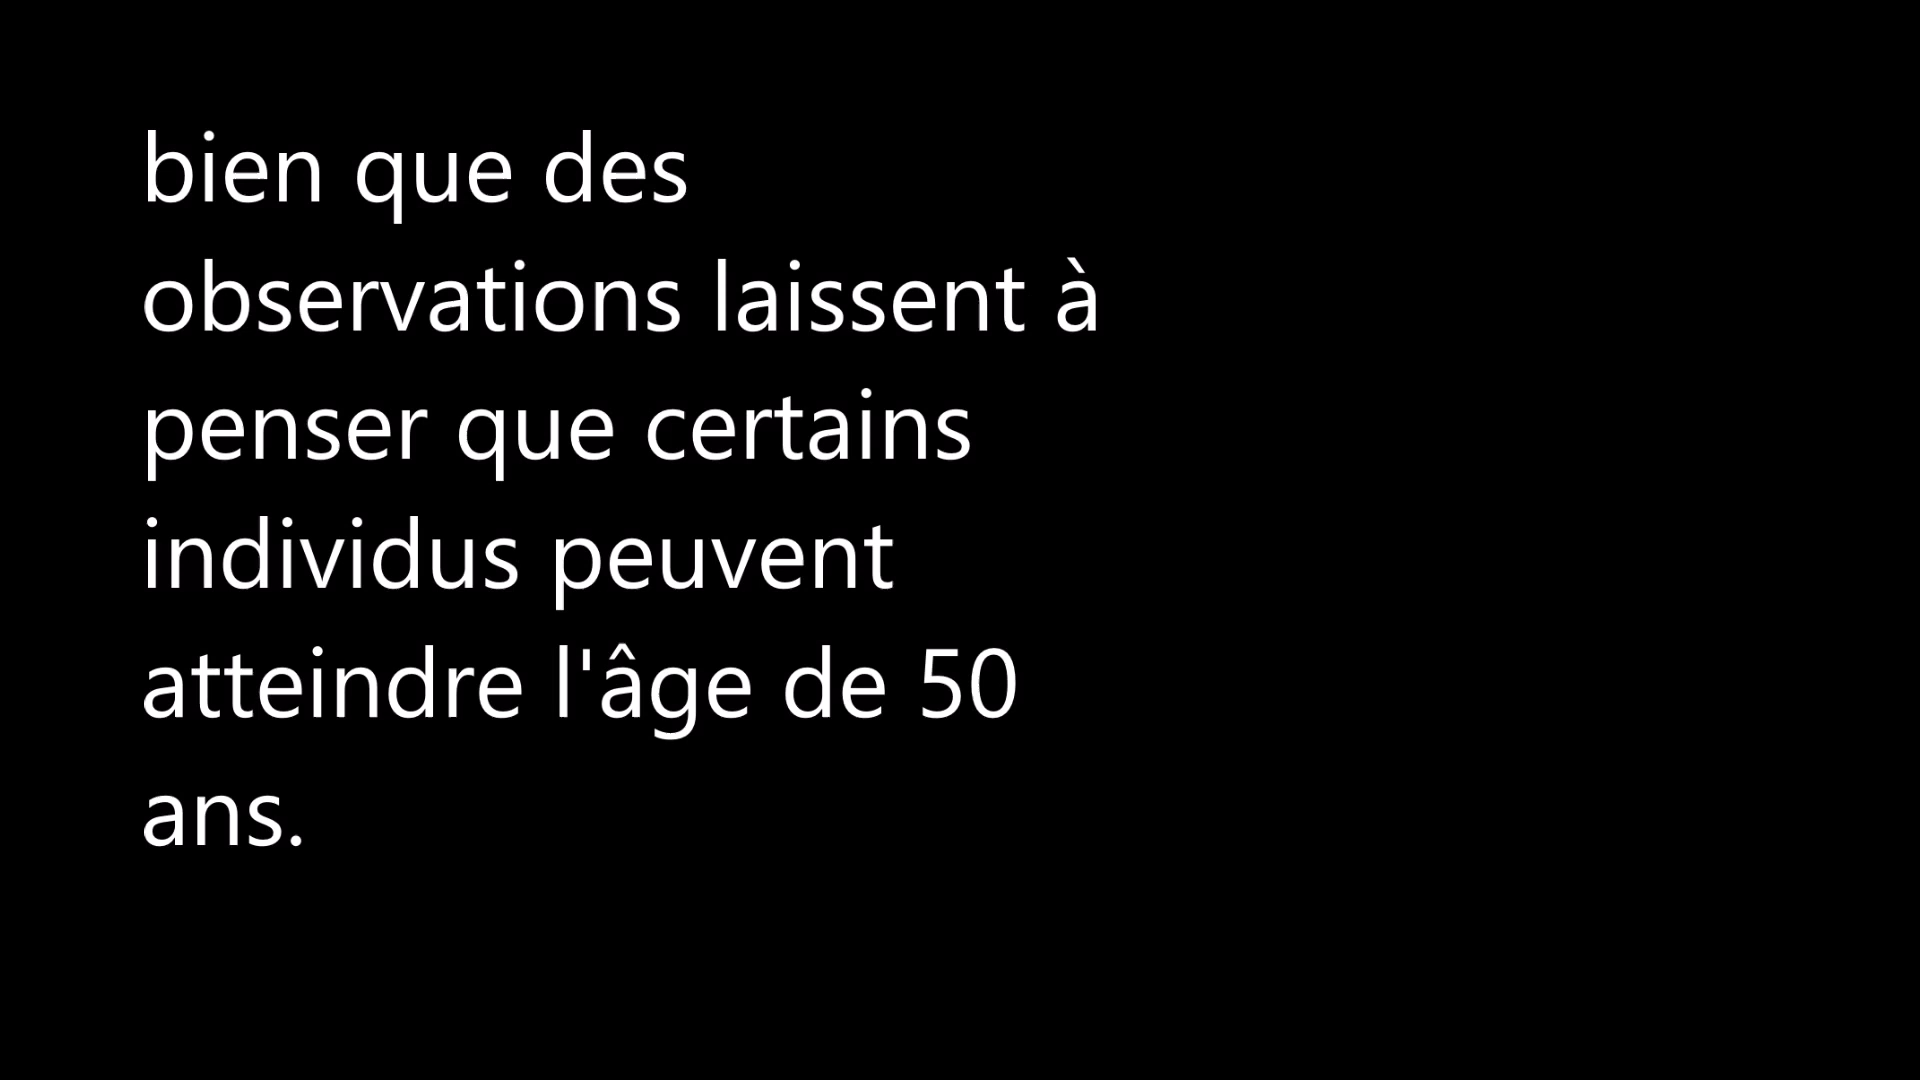 bien que des
observations laissent à
penser que certains
individus peuvent
atteindre l'âge de 50
ans.